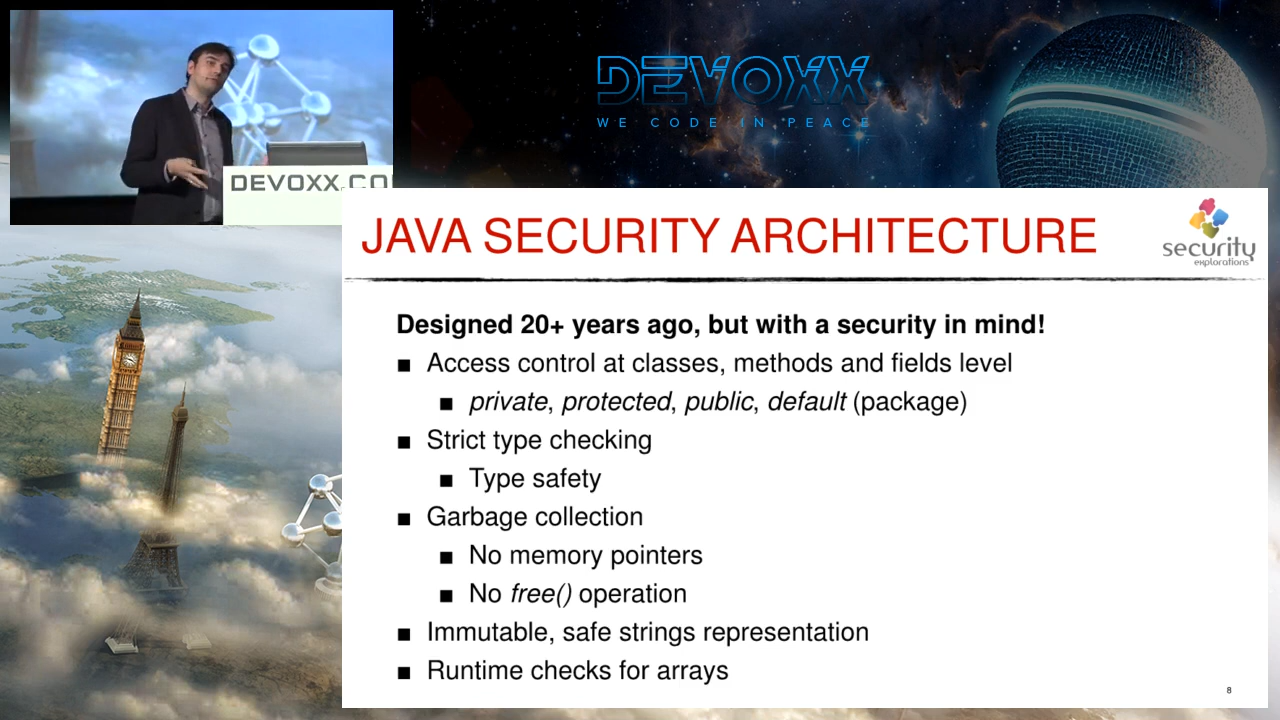 DEVOXX
WE CODE IN PEACE
DEVOXX.CO
JAVA SECURITY ARCHITECTURE
security
explorations
Designed 20+ years ago, but with a security in mind!
■ Access control at classes, methods and fields level
■ private, protected, public, default (package)
■ Strict type checking
■ Type safety
■ Garbage collection
■ No memory pointers
■ No free() operation
■ Immutable, safe strings representation
■ Runtime checks for arrays
8